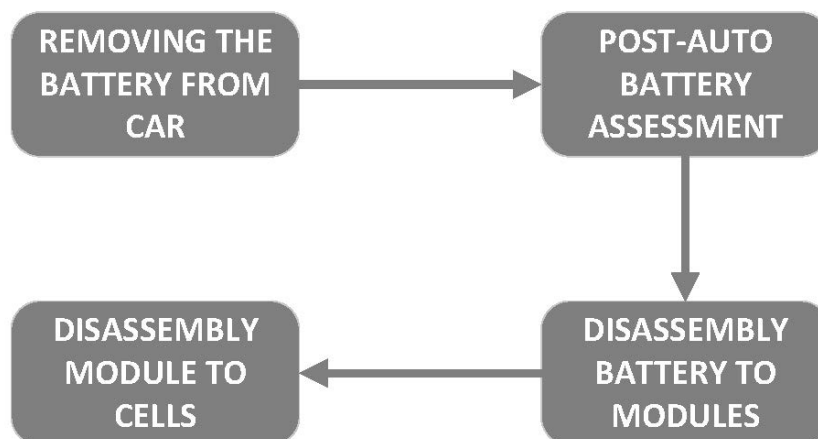 REMOVING THE
BATTERY FROM
CAR
POST-AUTO
BATTERY
ASSESSMENT
DISASSEMBLY
BATTERY TO
MODULES
DISASSEMBLY
MODULE TO
CELLS